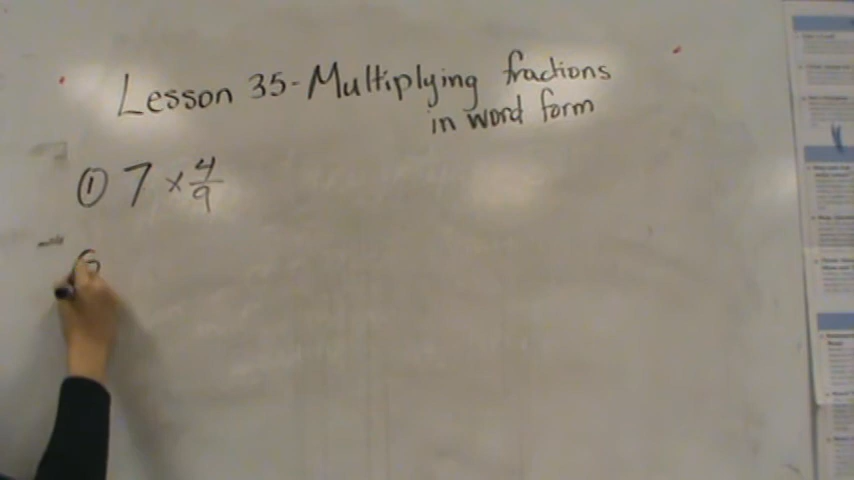 Lesson 35-Multiplying fractions
in word form
① 7 × 4/9